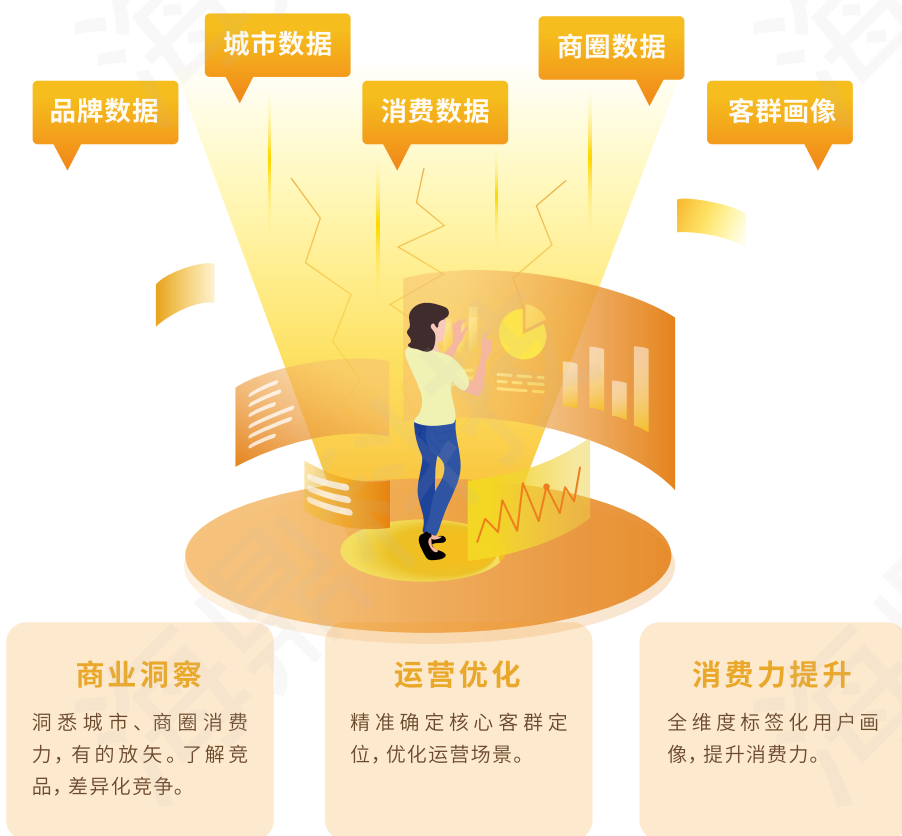 城市数据
商圈数据
品牌数据
消费数据
客群画像
商业洞察
洞悉城市、商圈消费
力，有的放矢。了解竞
品，差异化竞争。
运营优化
精准确定核心客群定
位，优化运营场景。
消费力提升
全维度标签化用户画
像，提升消费力。